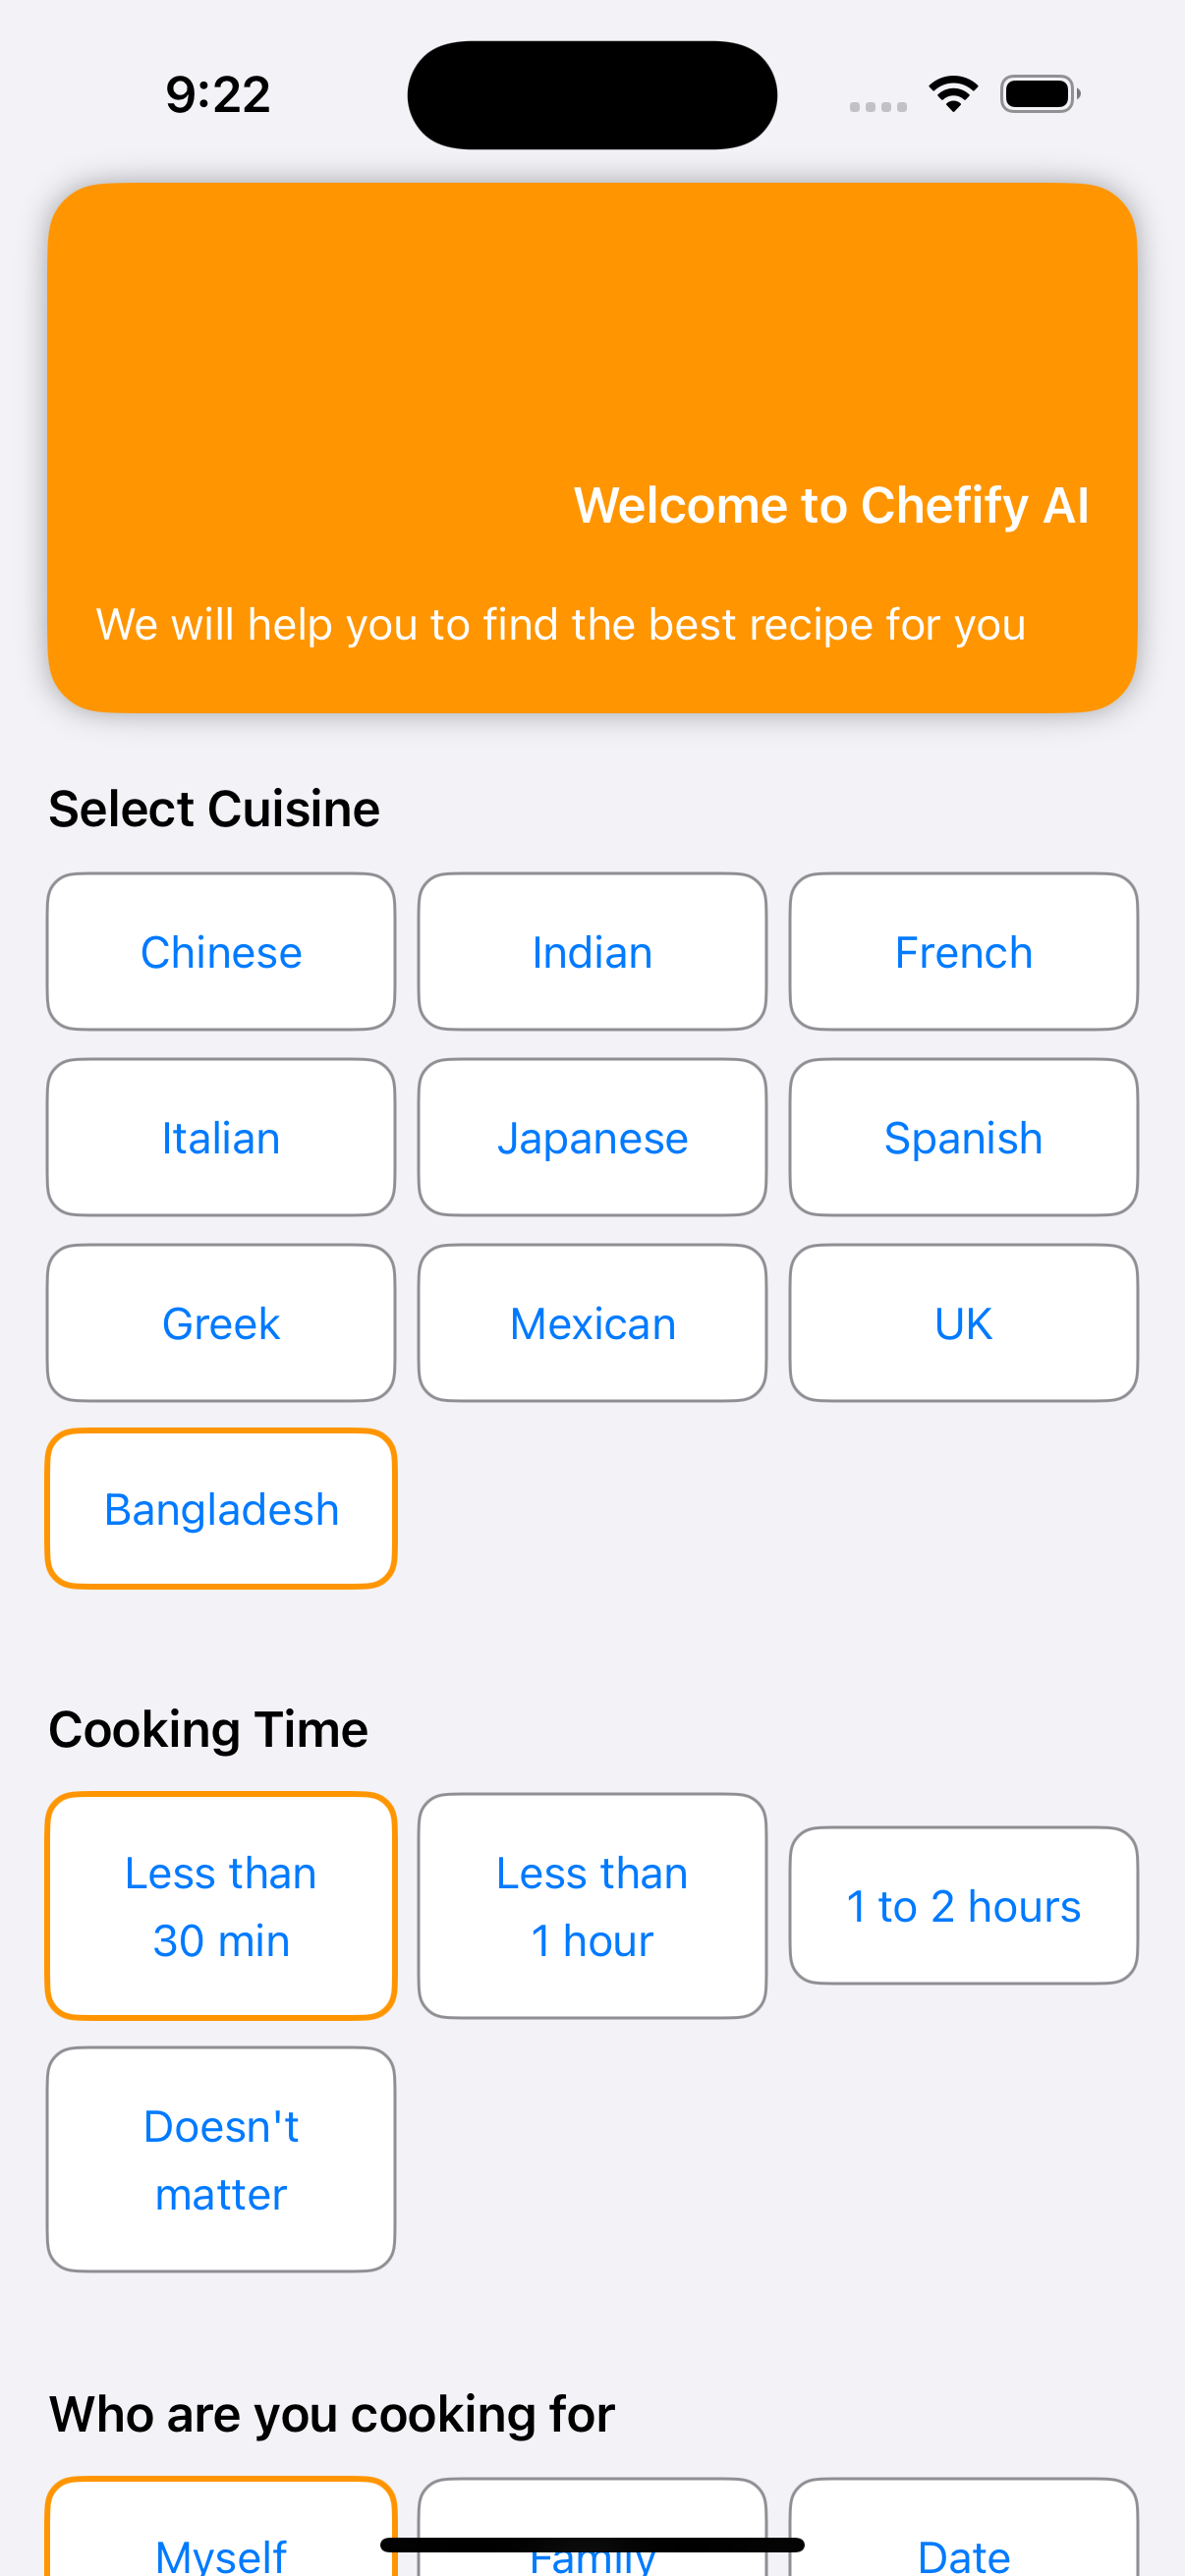 9:22
Welcome to Chefify AI
We will help you to find the best recipe for you
Select Cuisine
Chinese
Indian
French
Italian
Japanese
Spanish
Greek
Mexican
UK
Bangladesh
Cooking Time
Less than
30 min
Less than
1 hour
1 to 2 hours
Doesn't
matter
Who are you cooking for
Myself
Family
Date